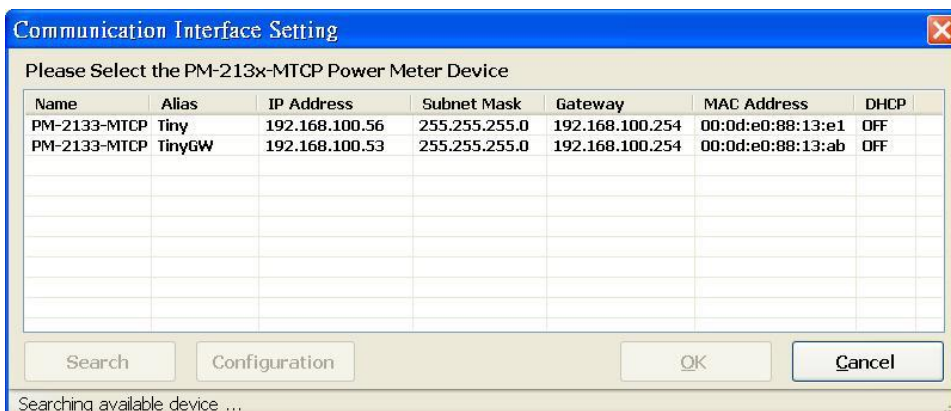 Communication Interface Setting
Please Select the PM-213x-MTCP Power Meter Device
Name Alias IP Address Subnet Mask Gateway MAC Address DHCP
PM-2133-MTCP Tiny 192.168.100.56 255.255.255.0 192.168.100.254 00:0d:e0:88:13:e1 OFF
PM-2133-MTCP TinyGW 192.168.100.53 255.255.255.0 192.168.100.254 00:0d:e0:88:13:ab OFF
Search Configuration OK Cancel
Searching available device ...